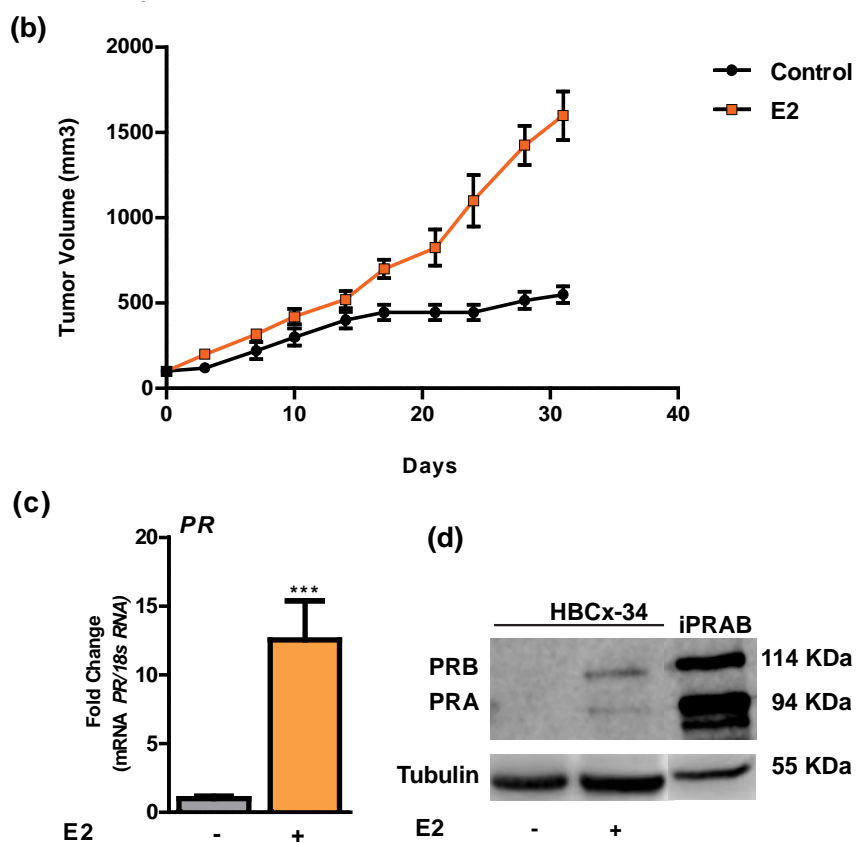 (b)
2000
1500
1000
500
0
Tumor Volume (mm3)
0 10 20 30 40
Days
Control
E2
(c)
PR
20
15
10
5
0
Fold Change
(mRNA PR/18s RNA)
***
E2 - +
(d)
HBCx-34 iPRAB
PRB 114 KDa
PRA 94 KDa
Tubulin 55 KDa
E2 - +